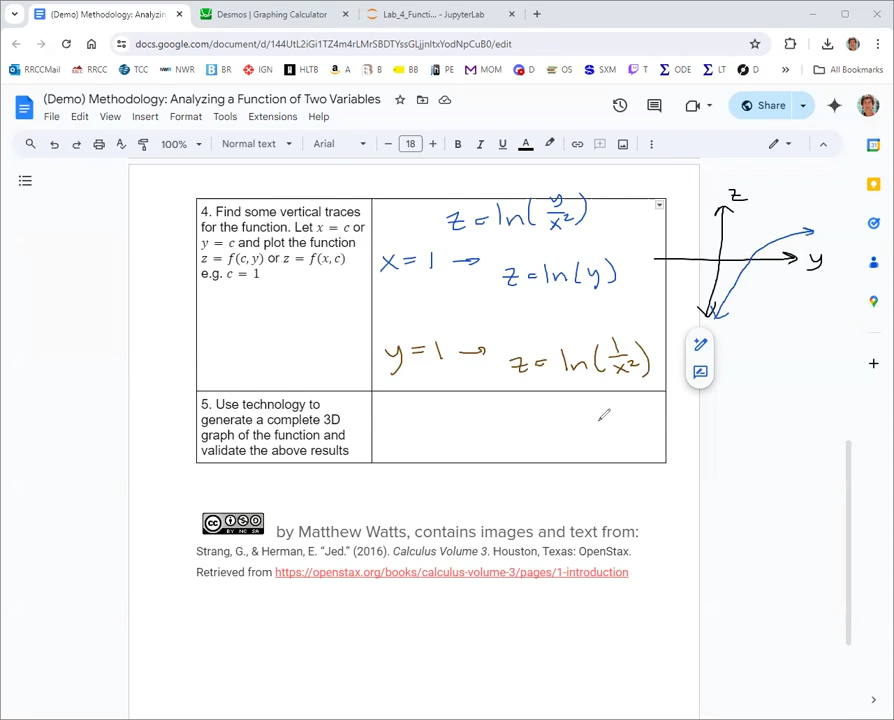 (Demo) Methodology: Analyzin
Desmos | Graphing Calculator
Lab_4_Functi... - JupyterLab
docs.google.com/document/d/144UtL2iGi1TZ4m4rLMrSBDTYssGLjjnItxYodNpCuB0/edit
RRCCMail
RRCC
TCC
NWR
BR
IGN
HLTB
A
B
BB
PE
MOM
D
OS
SXM
T
ODE
LT
D
All Bookmarks
(Demo) Methodology: Analyzing a Function of Two Variables
File Edit View Insert Format Tools Extensions Help
Share
100%
Normal text
Arial
18
B I U A
4. Find some vertical traces
for the function. Let x = c or
y = c and plot the function
z = f(c, y) or z = f(x, c)
e.g. c = 1
z = ln(y/x²)
x = 1 → z = ln(y)
y = 1 → z = ln(1/x²)
z
y
5. Use technology to
generate a complete 3D
graph of the function and
validate the above results
cc BY NC SA
by Matthew Watts, contains images and text from:
Strang, G., & Herman, E. “Jed.” (2016). Calculus Volume 3. Houston, Texas: OpenStax.
Retrieved from https://openstax.org/books/calculus-volume-3/pages/1-introduction